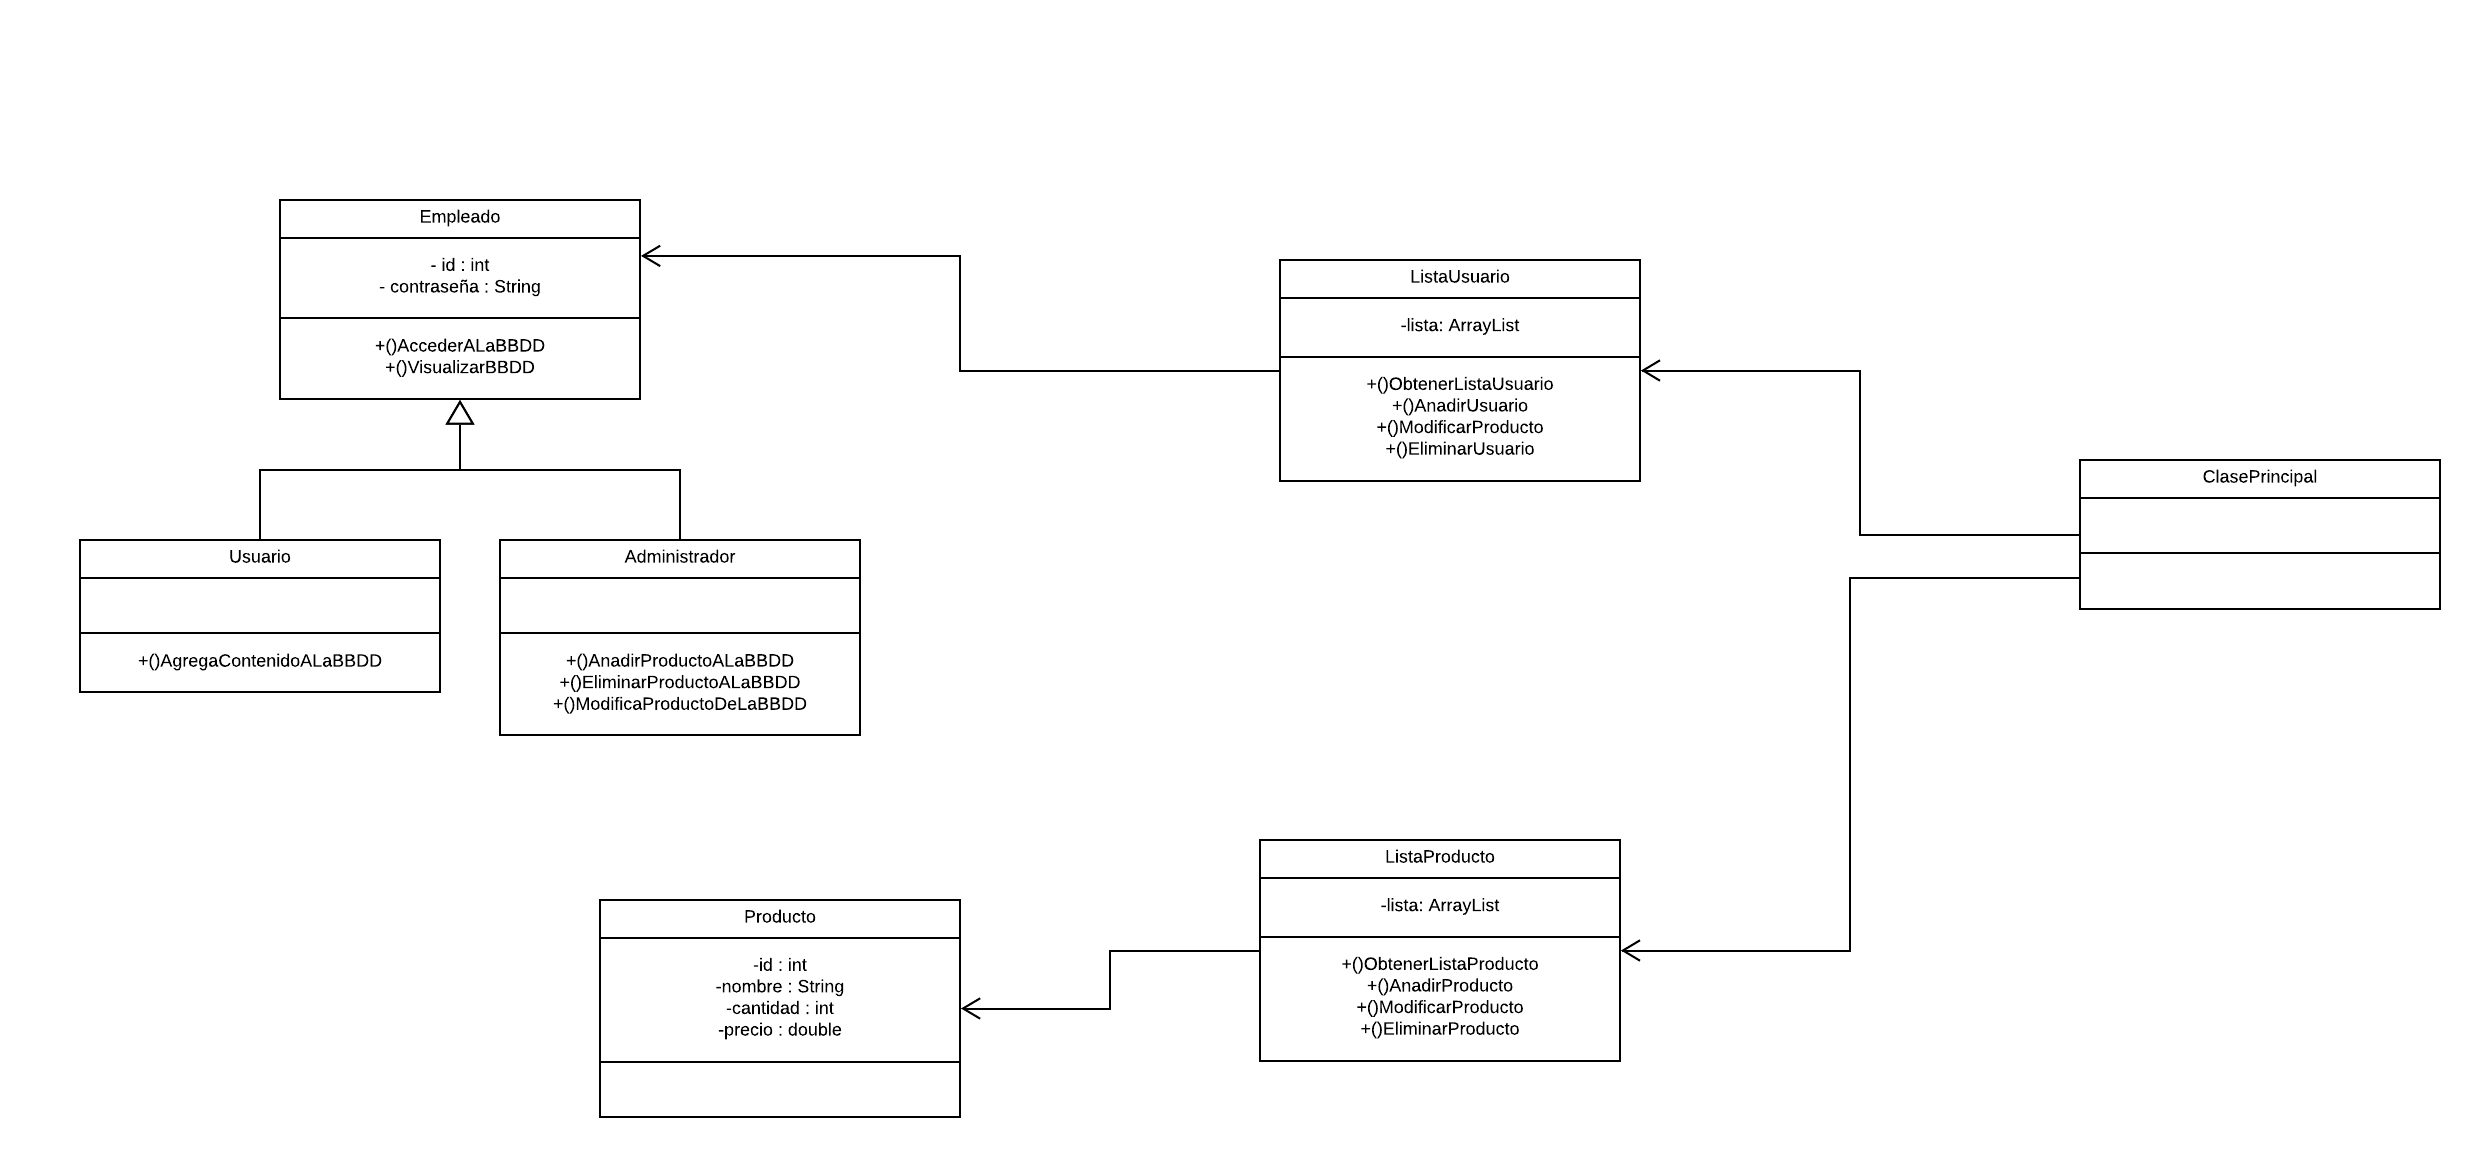 Empleado
- id : int
- contraseña : String
+()AccederALaBBDD
+()VisualizarBBDD
ListaUsuario
-lista: ArrayList
+()ObtenerListaUsuario
+()AnadirUsuario
+()ModificarProducto
+()EliminarUsuario
ClasePrincipal
Usuario
+()AgregaContenidoALaBBDD
Administrador
+()AnadirProductoALaBBDD
+()EliminarProductoALaBBDD
+()ModificaProductoDeLaBBDD
ListaProducto
-lista: ArrayList
+()ObtenerListaProducto
+()AnadirProducto
+()ModificarProducto
+()EliminarProducto
Producto
-id : int
-nombre : String
-cantidad : int
-precio : double